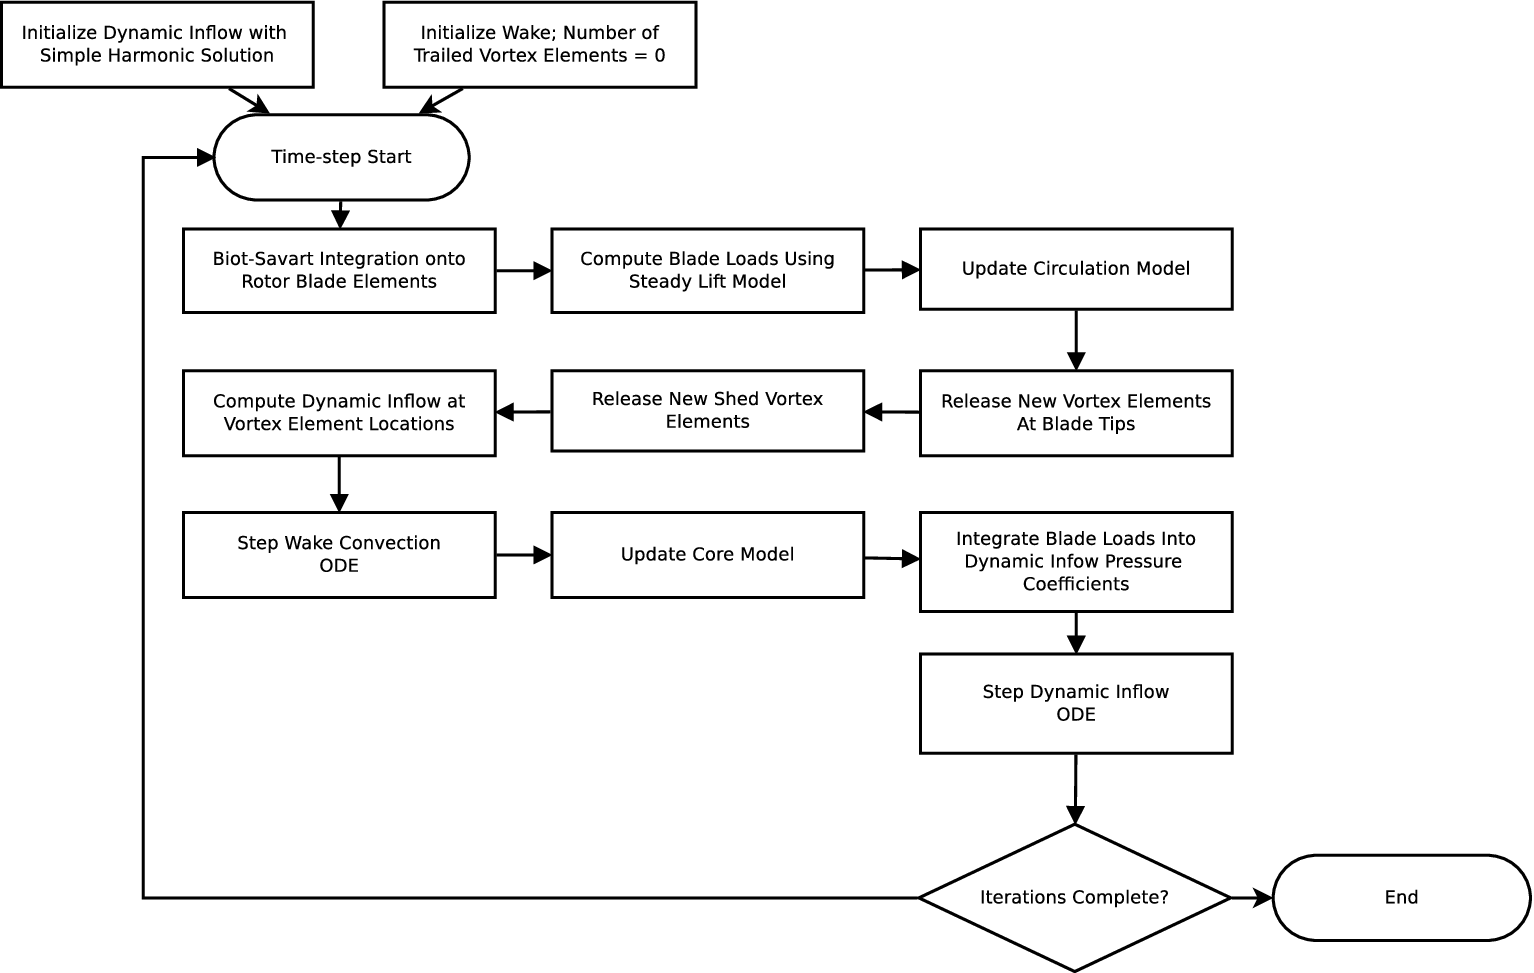 Initialize Dynamic Inflow with
Simple Harmonic Solution
Initialize Wake; Number of
Trailed Vortex Elements = 0
Time-step Start
Biot-Savart Integration onto
Rotor Blade Elements
Compute Blade Loads Using
Steady Lift Model
Update Circulation Model
Release New Vortex Elements
At Blade Tips
Release New Shed Vortex
Elements
Compute Dynamic Inflow at
Vortex Element Locations
Step Wake Convection
ODE
Update Core Model
Integrate Blade Loads Into
Dynamic Infow Pressure
Coefficients
Step Dynamic Inflow
ODE
Iterations Complete?
End